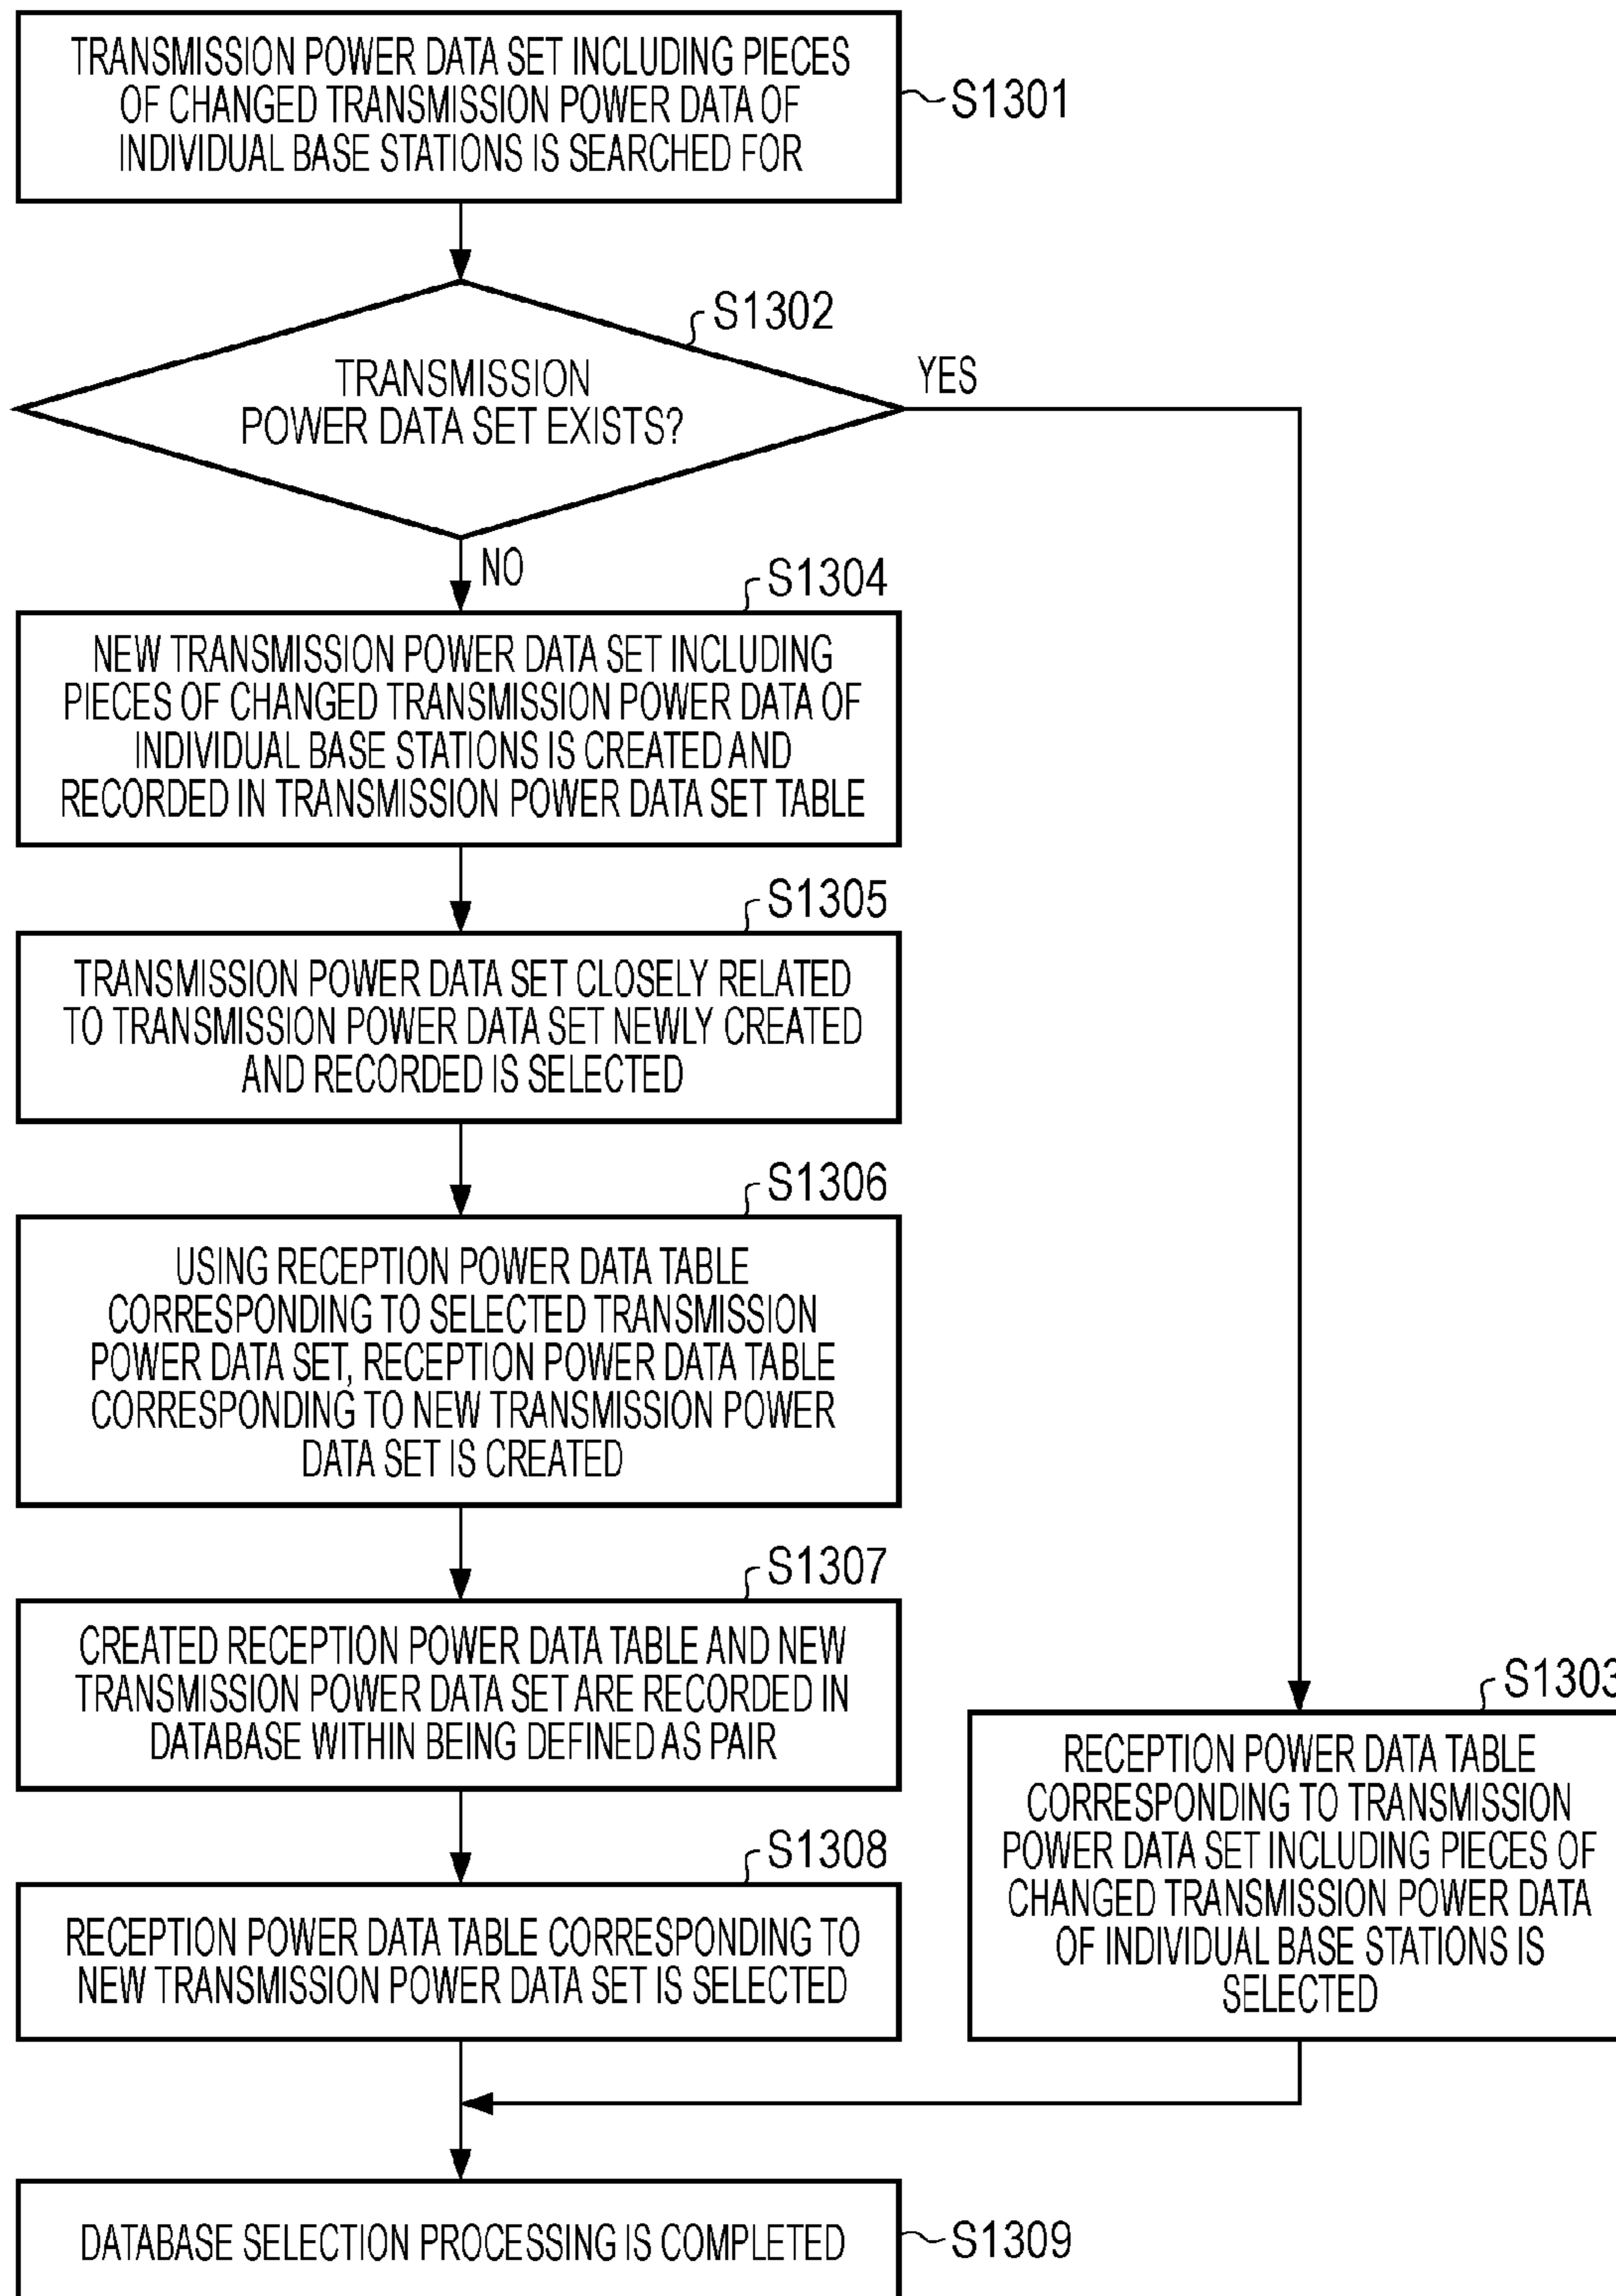 TRANSMISSION POWER DATA SET INCLUDING PIECES
OF CHANGED TRANSMISSION POWER DATA OF
INDIVIDUAL BASE STATIONS IS SEARCHED FOR
S1301
S1302
TRANSMISSION
POWER DATA SET EXISTS?
YES
NO
S1304
NEW TRANSMISSION POWER DATA SET INCLUDING
PIECES OF CHANGED TRANSMISSION POWER DATA OF
INDIVIDUAL BASE STATIONS IS CREATED AND
RECORDED IN TRANSMISSION POWER DATA SET TABLE
S1305
TRANSMISSION POWER DATA SET CLOSELY RELATED
TO TRANSMISSION POWER DATA SET NEWLY CREATED
AND RECORDED IS SELECTED
S1306
USING RECEPTION POWER DATA TABLE
CORRESPONDING TO SELECTED TRANSMISSION
POWER DATA SET, RECEPTION POWER DATA TABLE
CORRESPONDING TO NEW TRANSMISSION POWER
DATA SET IS CREATED
S1307
CREATED RECEPTION POWER DATA TABLE AND NEW
TRANSMISSION POWER DATA SET ARE RECORDED IN
DATABASE WITHIN BEING DEFINED AS PAIR
S1308
RECEPTION POWER DATA TABLE CORRESPONDING TO
NEW TRANSMISSION POWER DATA SET IS SELECTED
S1303
RECEPTION POWER DATA TABLE
CORRESPONDING TO TRANSMISSION
POWER DATA SET INCLUDING PIECES OF
CHANGED TRANSMISSION POWER DATA
OF INDIVIDUAL BASE STATIONS IS
SELECTED
DATABASE SELECTION PROCESSING IS COMPLETED
S1309